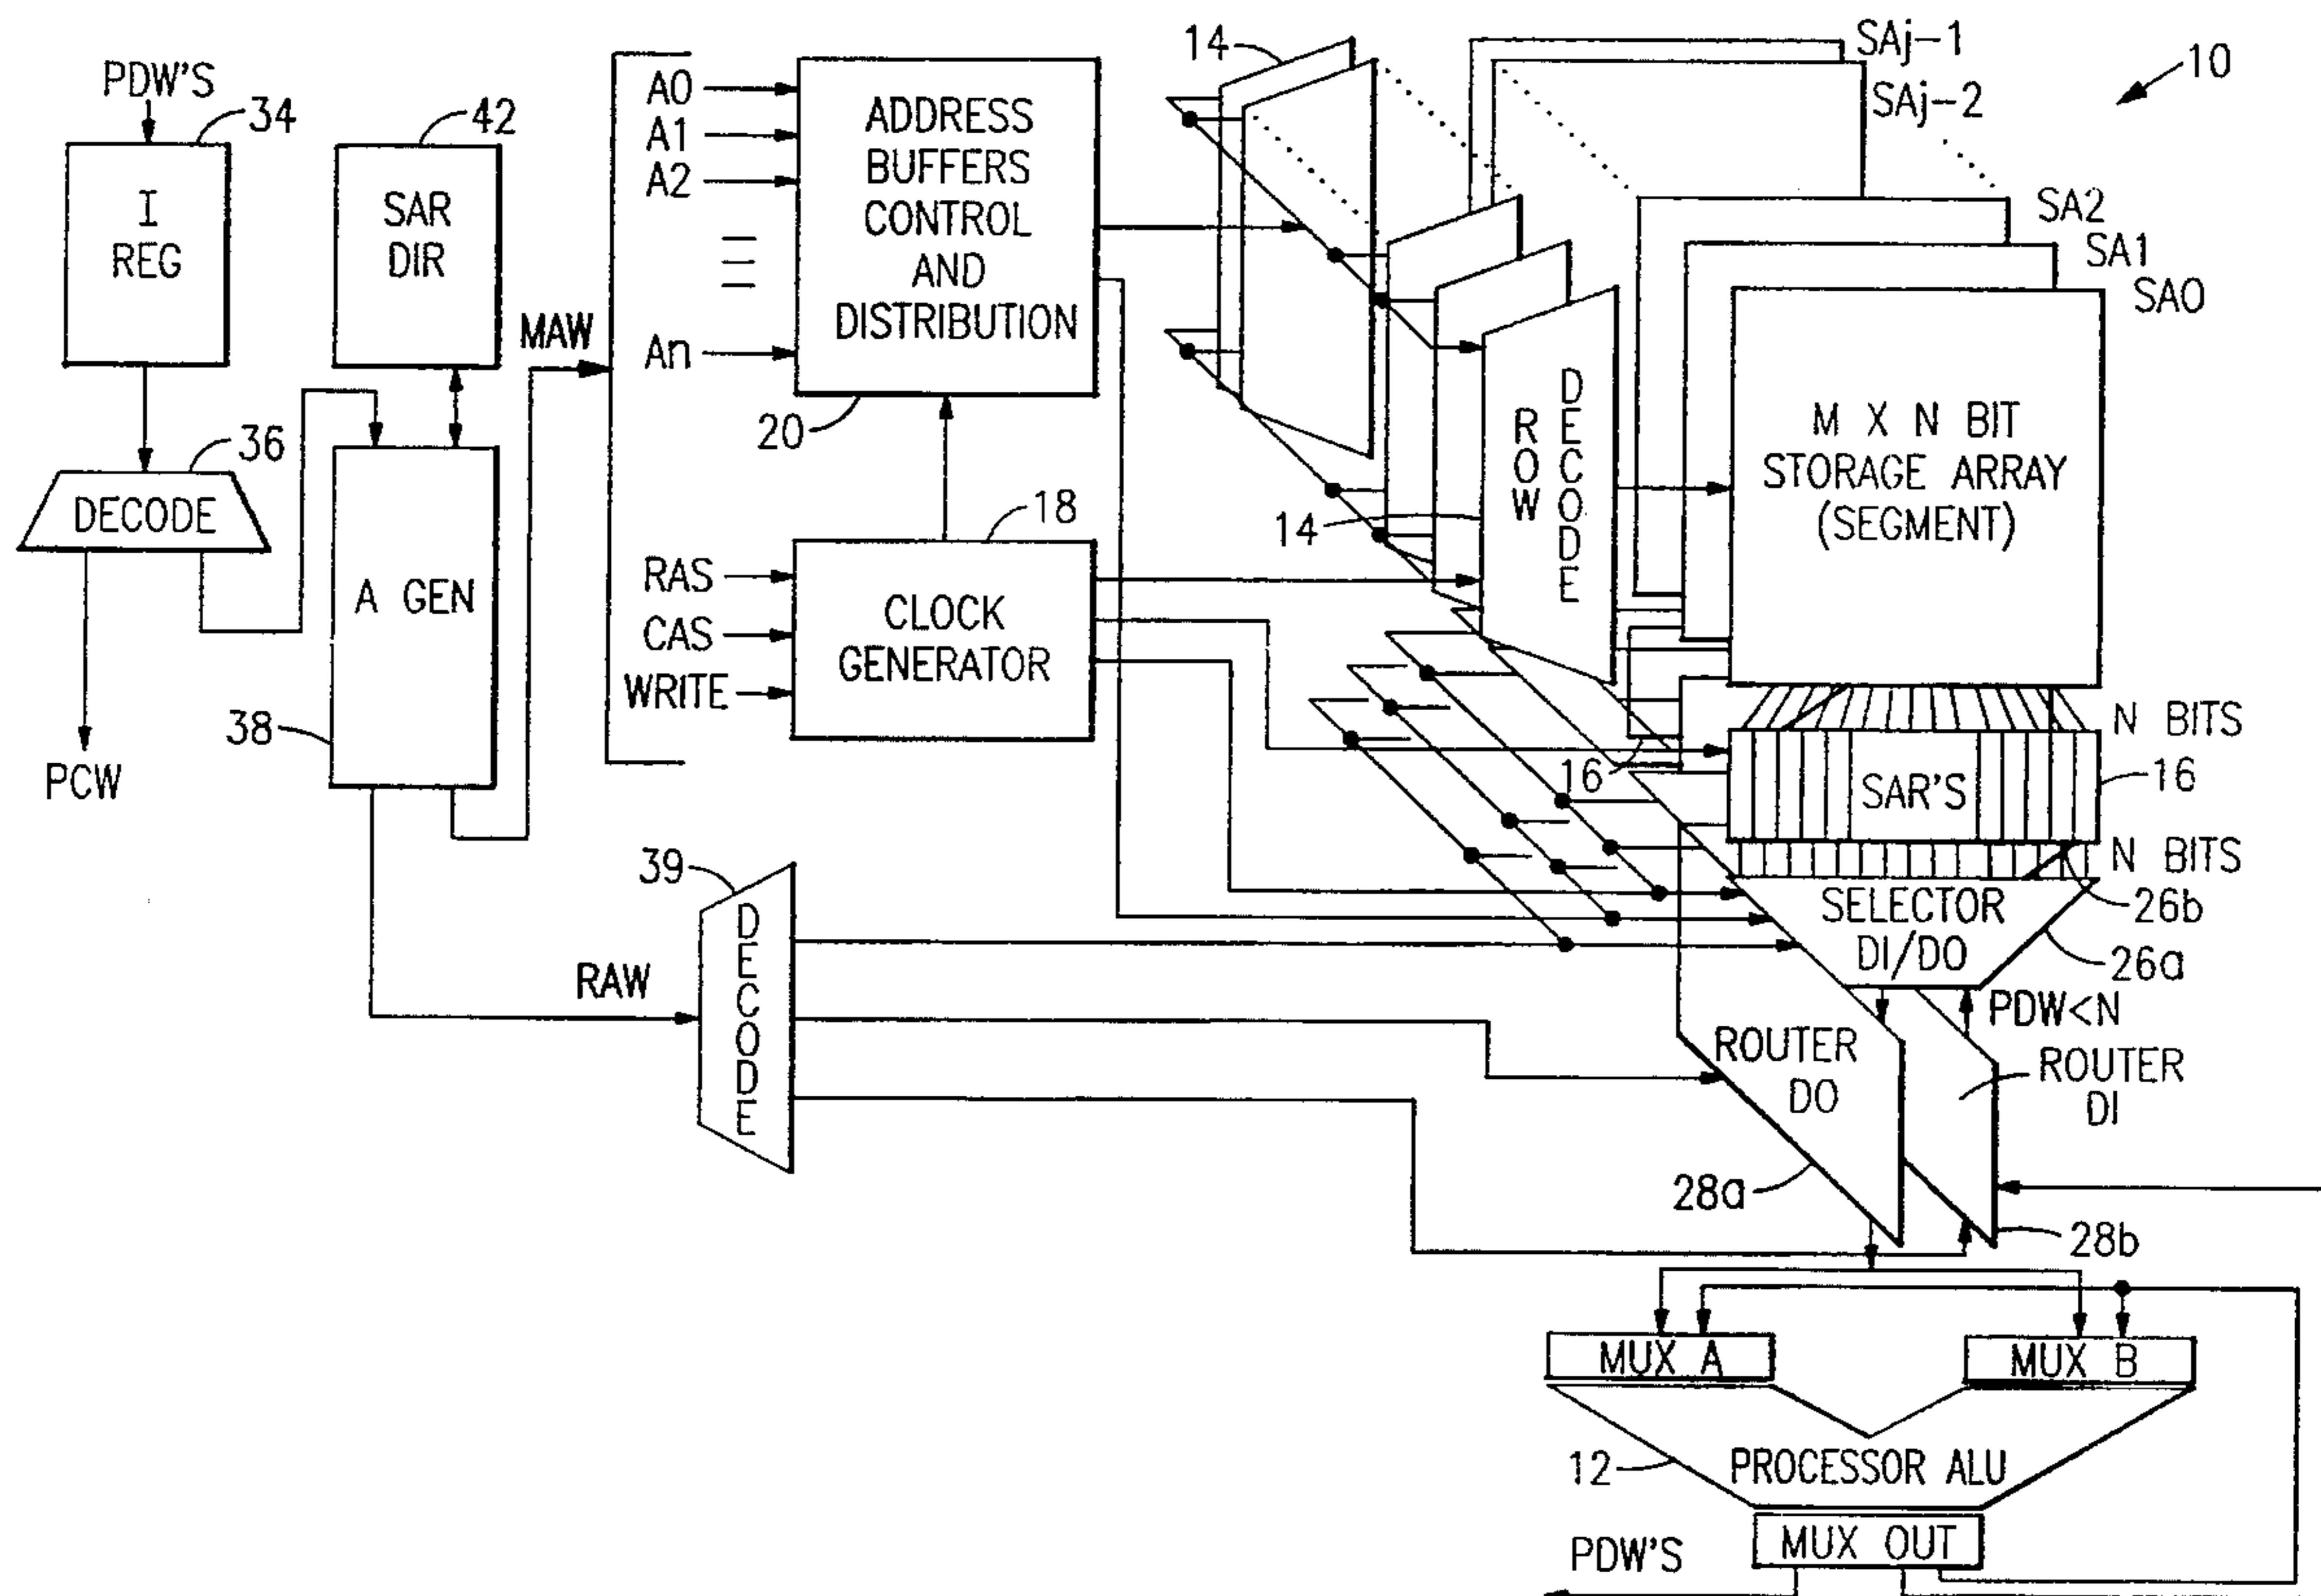 PDW'S
34
I
REG
36
DECODE
PCW
42
SAR
DIR
A GEN
38
MAW
A0
A1
A2
An
ADDRESS
BUFFERS
CONTROL
AND
DISTRIBUTION
20
RAS
CAS
WRITE
18
CLOCK
GENERATOR
39
DECODE
RAW
14
14
ROW
DECODE
10
SAj-1
SAj-2
SA2
SA1
SA0
M X N BIT
STORAGE ARRAY
(SEGMENT)
N BITS
16
SAR'S
16
N BITS
26b
SELECTOR
DI/DO
26a
PDW<N
ROUTER
DO
ROUTER
DI
28a
28b
MUX A
MUX B
12
PROCESSOR ALU
MUX OUT
PDW'S